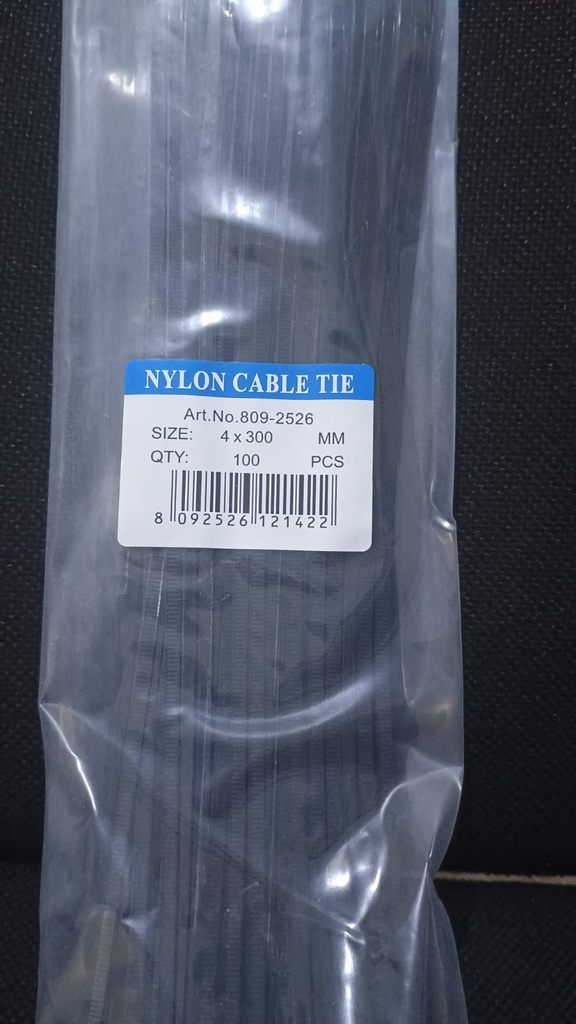 NYLON CABLE TIE
Art.No.809-2526
SIZE: 4 x 300 MM
QTY: 100 PCS
8 092526 121422